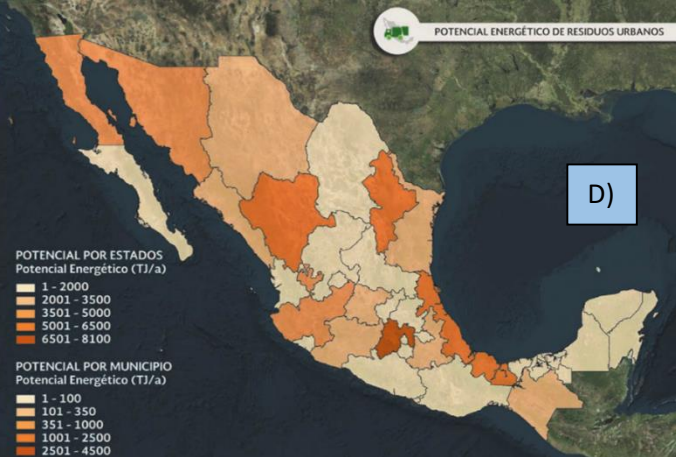 POTENCIAL ENERGÉTICO DE RESIDUOS URBANOS
D)
POTENCIAL POR ESTADOS
Potencial Energético (TJ/a)
1 - 2000
2001 - 3500
3501 - 5000
5001 - 6500
6501 - 8100
POTENCIAL POR MUNICIPIO
Potencial Energético (TJ/a)
1 - 100
101 - 350
351 - 1000
1001 - 2500
2501 - 4500